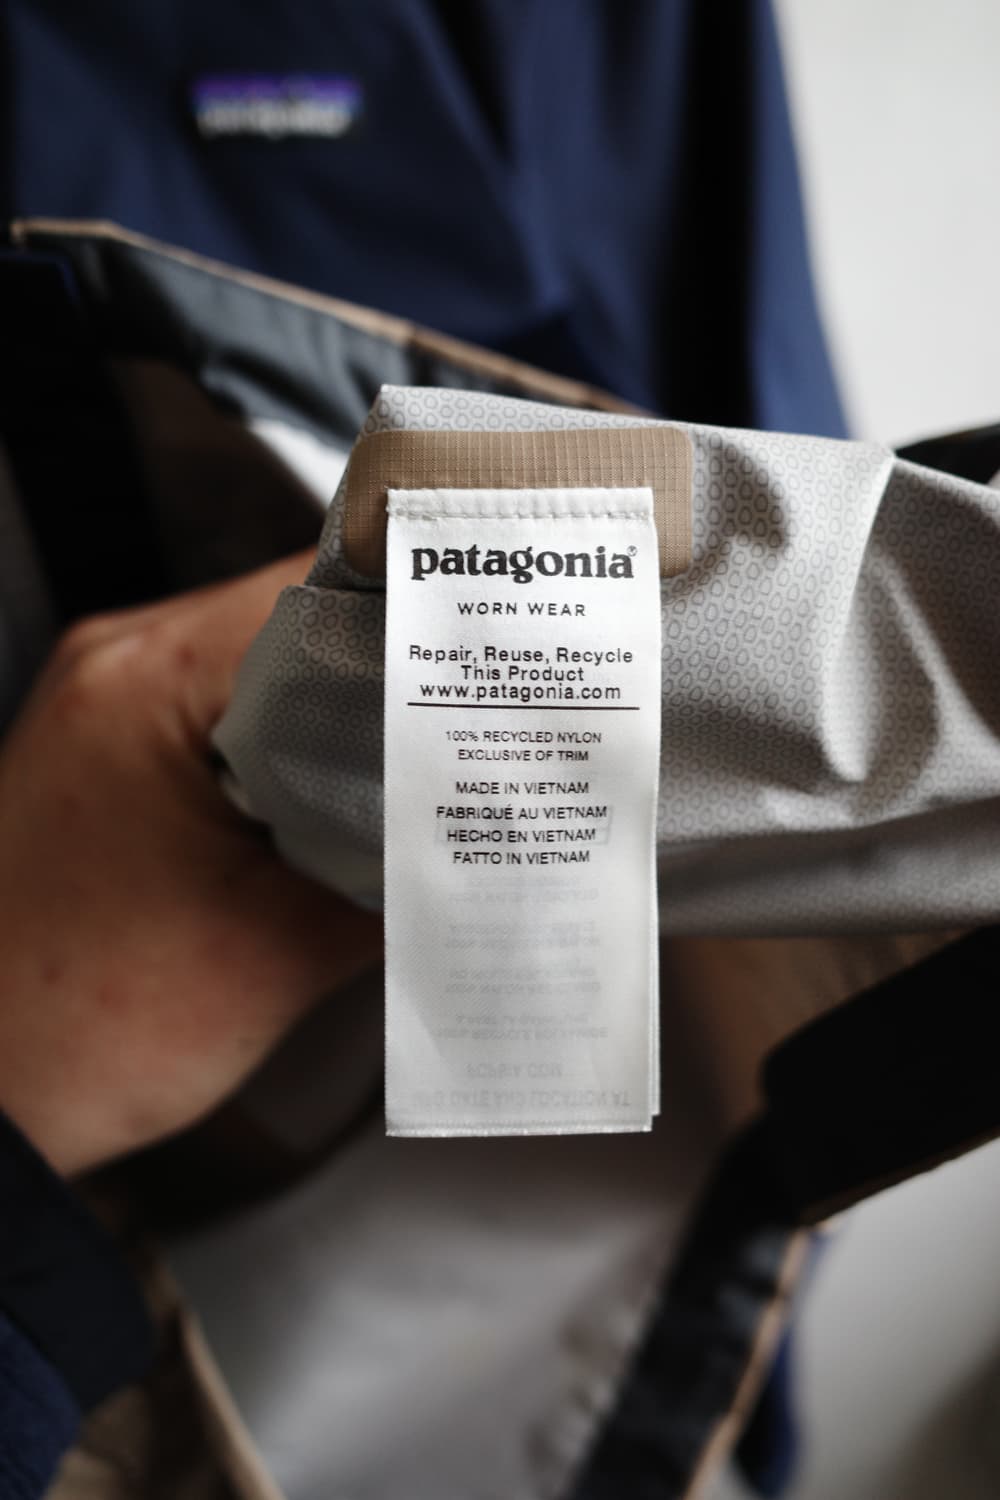 patagonia®
WORN WEAR
Repair, Reuse, Recycle
This Product
www.patagonia.com
100% RECYCLED NYLON
EXCLUSIVE OF TRIM
MADE IN VIETNAM
FABRIQUÉ AU VIETNAM
HECHO EN VIETNAM
FATTO IN VIETNAM